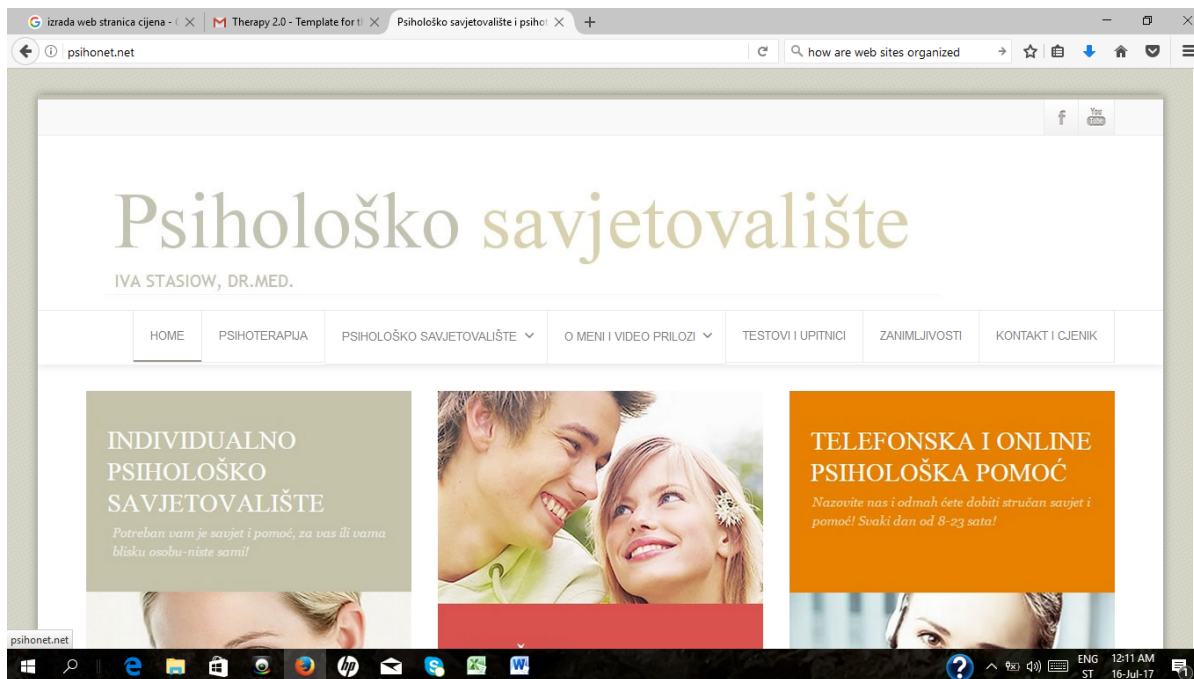 izrada web stranica cijena -
Therapy 2.0 - Template for t
Psihološko savjetovalište i psihot
psihonet.net
how are web sites organized
f
You
Tube
Psihološko savjetovalište
IVA STASIOW, DR.MED.
HOME PSIHOTERAPIJA PSIHOLOŠKO SAVJETOVALIŠTE O MENI I VIDEO PRILOZI TESTOVI I UPITNICI ZANIMLJIVOSTI KONTAKT I CJENIK
INDIVIDUALNO
PSIHOLOŠKO
SAVJETOVALIŠTE
Potreban vam je savjet i pomoć, za vas ili vama
blisku osobu-niste sami!
TELEFONSKA I ONLINE
PSIHOLOŠKA POMOĆ
Nazovite nas i odmah ćete dobiti stručan savjet i
pomoć! Svaki dan od 8-23 sata!
psihonet.net
ENG 12:11 AM
ST 16-Jul-17